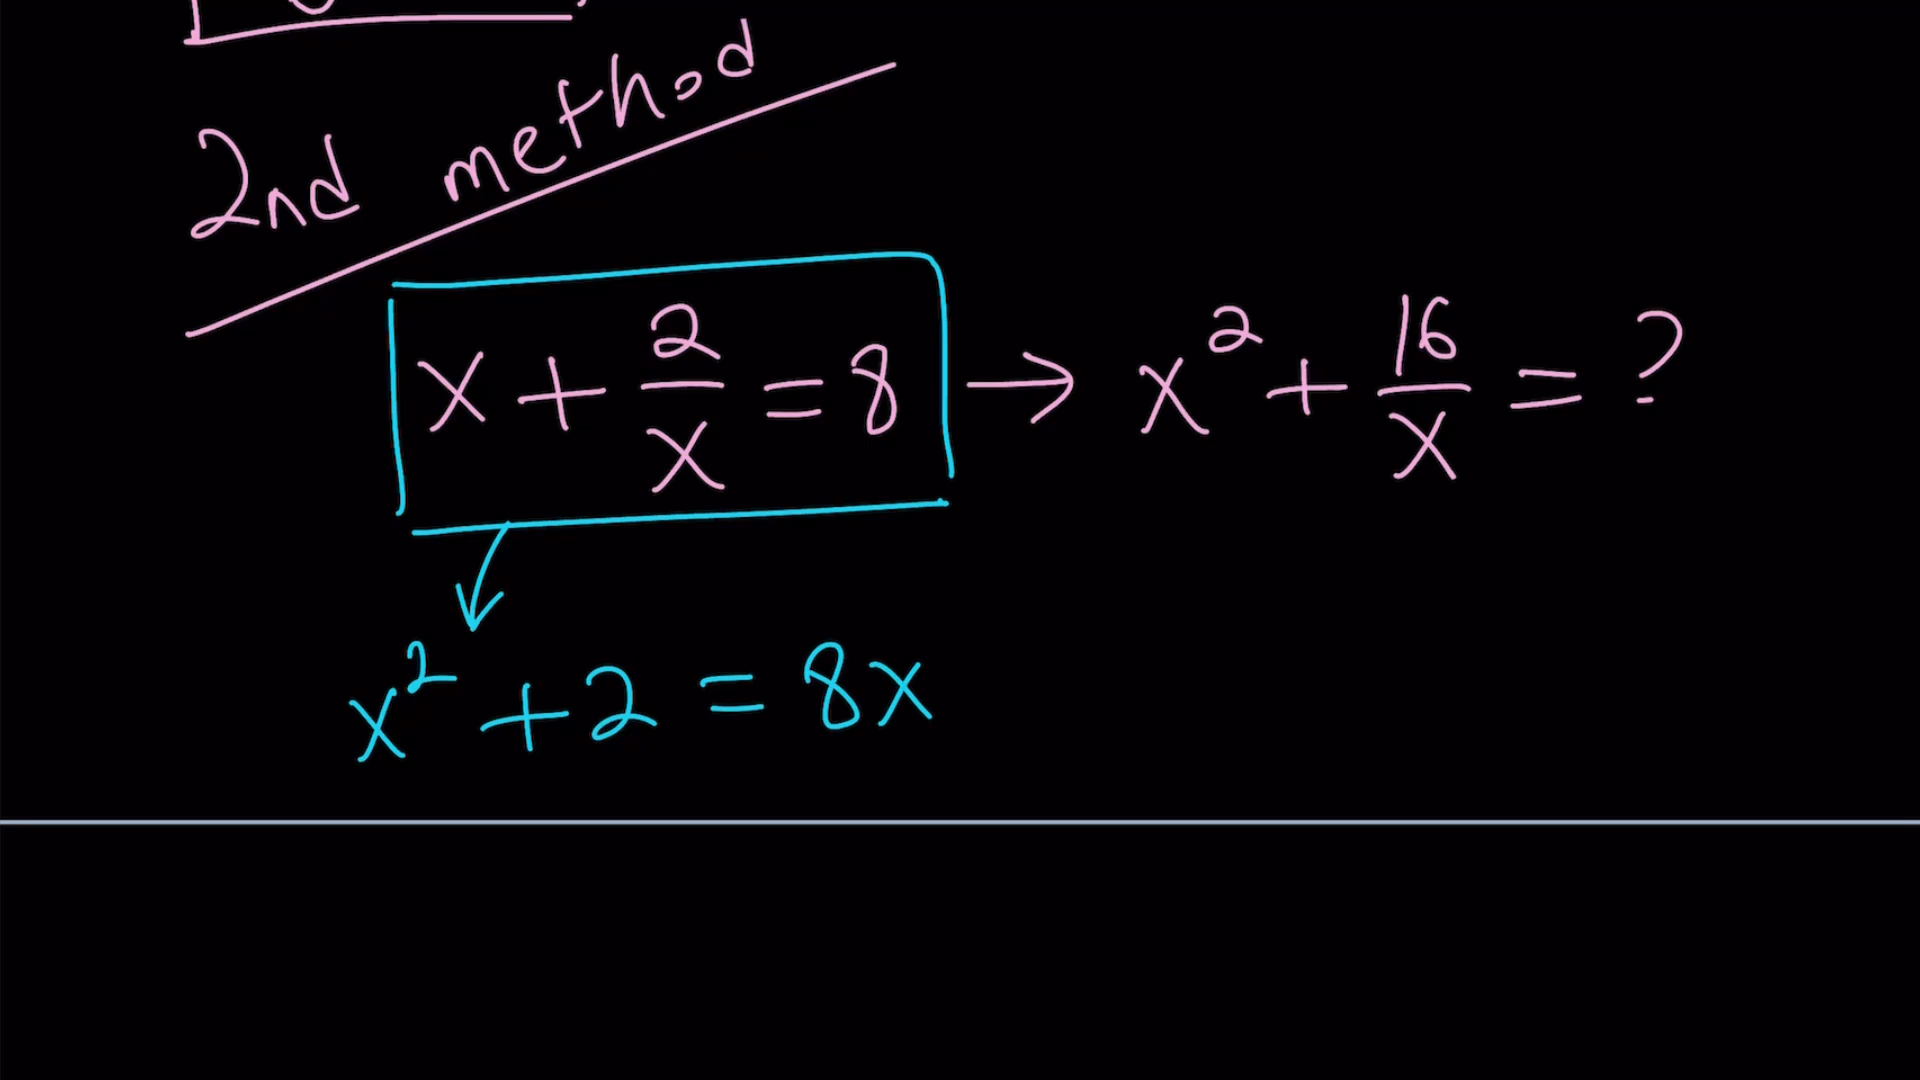 2nd method
x + 2/x = 8 → x² + 16/x = ?
x² + 2 = 8x